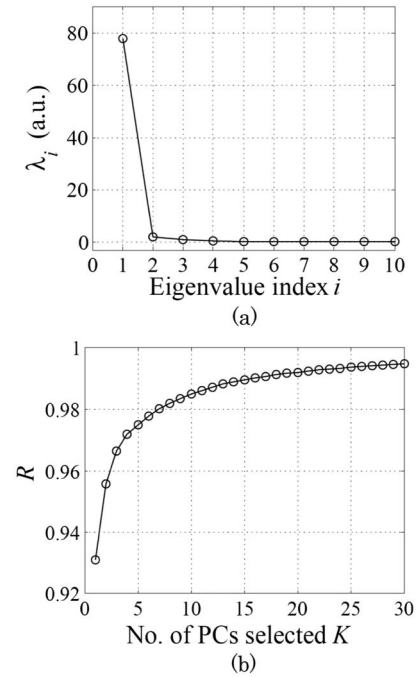 80
60
40
20
0
λi (a.u.)
0 1 2 3 4 5 6 7 8 9 10
Eigenvalue index i
(a)
1
0.98
0.96
0.94
0.92
R
0 5 10 15 20 25 30
No. of PCs selected K
(b)